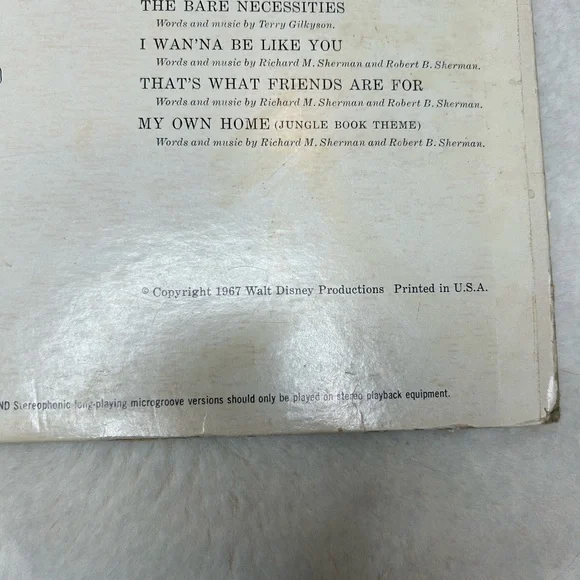 THE BARE NECESSITIES
Words and music by Terry Gilkyson.
I WAN'NA BE LIKE YOU
Words and music by Richard M. Sherman and Robert B. Sherman.
THAT'S WHAT FRIENDS ARE FOR
Words and music by Richard M. Sherman and Robert B. Sherman.
MY OWN HOME (JUNGLE BOOK THEME)
Words and music by Richard M. Sherman and Robert B. Sherman.
© Copyright 1967 Walt Disney Productions Printed in U.S.A.
ND Stereophonic long-playing microgroove versions should only be played on stereo playback equipment.